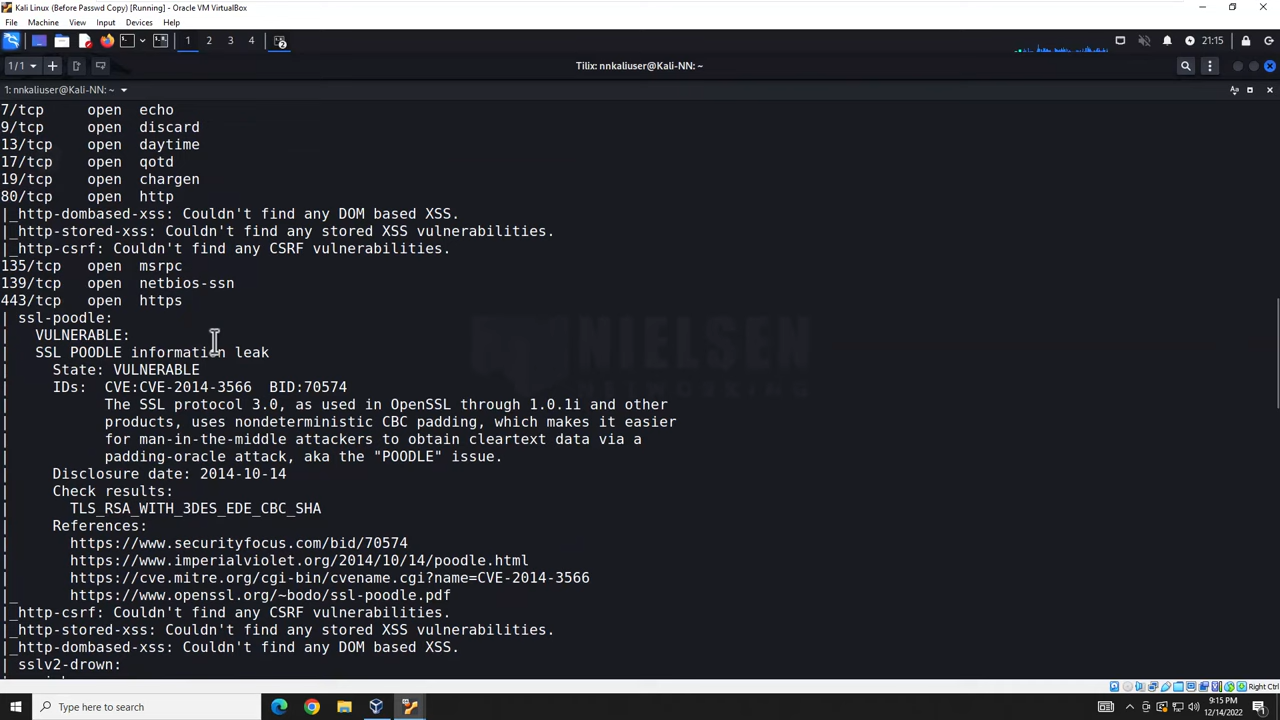 Kali Linux (Before Passwd Copy) [Running] - Oracle VM VirtualBox
File Machine View Input Devices Help
1 2 3 4 2 21:15
1/1 Tilix: nnkaliuser@Kali-NN: ~
1: nnkaliuser@Kali-NN: ~
7/tcp open echo
9/tcp open discard
13/tcp open daytime
17/tcp open qotd
19/tcp open chargen
80/tcp open http
|_http-dombased-xss: Couldn't find any DOM based XSS.
|_http-stored-xss: Couldn't find any stored XSS vulnerabilities.
|_http-csrf: Couldn't find any CSRF vulnerabilities.
135/tcp open msrpc
139/tcp open netbios-ssn
443/tcp open https
| ssl-poodle:
| VULNERABLE:
| SSL POODLE information leak
| State: VULNERABLE
| IDs: CVE:CVE-2014-3566 BID:70574
| The SSL protocol 3.0, as used in OpenSSL through 1.0.1i and other
| products, uses nondeterministic CBC padding, which makes it easier
| for man-in-the-middle attackers to obtain cleartext data via a
| padding-oracle attack, aka the "POODLE" issue.
| Disclosure date: 2014-10-14
| Check results:
| TLS_RSA_WITH_3DES_EDE_CBC_SHA
| References:
| https://www.securityfocus.com/bid/70574
| https://www.imperialviolet.org/2014/10/14/poodle.html
| https://cve.mitre.org/cgi-bin/cvename.cgi?name=CVE-2014-3566
|_ https://www.openssl.org/~bodo/ssl-poodle.pdf
|_http-csrf: Couldn't find any CSRF vulnerabilities.
|_http-stored-xss: Couldn't find any stored XSS vulnerabilities.
|_http-dombased-xss: Couldn't find any DOM based XSS.
| sslv2-drown:
NIELSEN
NETWORKING
Right Ctrl
Type here to search
9:15 PM
12/14/2022